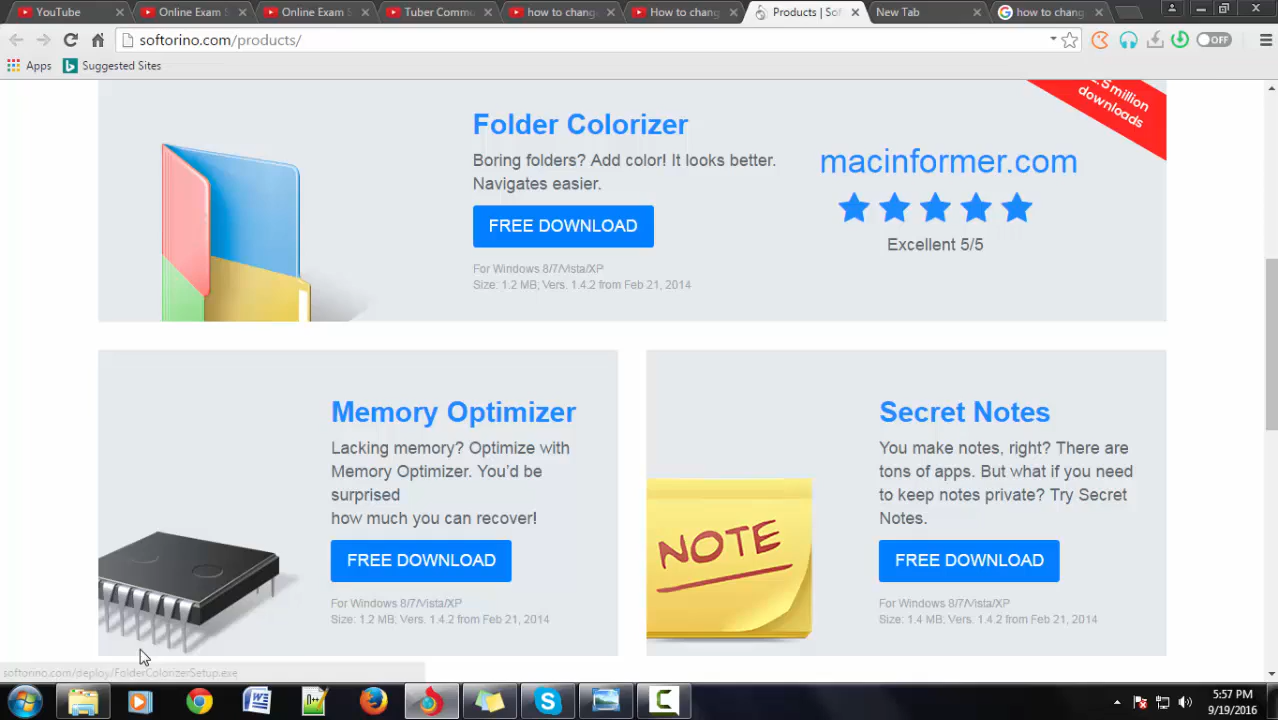 YouTube
Online Exam S
Online Exam S
Tuber Commu
how to chang
How to chang
Products | Sof
New Tab
how to chang
softorino.com/products/
OFF
Apps
Suggested Sites
.5 million
downloads
Folder Colorizer
Boring folders? Add color! It looks better.
Navigates easier.
FREE DOWNLOAD
For Windows 8/7/Vista/XP
Size: 1.2 MB; Vers. 1.4.2 from Feb 21, 2014
macinformer.com
Excellent 5/5
Memory Optimizer
Lacking memory? Optimize with
Memory Optimizer. You'd be
surprised
how much you can recover!
FREE DOWNLOAD
For Windows 8/7/Vista/XP
Size: 1.2 MB; Vers. 1.4.2 from Feb 21, 2014
NOTE
Secret Notes
You make notes, right? There are
tons of apps. But what if you need
to keep notes private? Try Secret
Notes.
FREE DOWNLOAD
For Windows 8/7/Vista/XP
Size: 1.4 MB; Vers. 1.4.2 from Feb 21, 2014
softorino.com/deploy/FolderColorizerSetup.exe
5:57 PM
9/19/2016